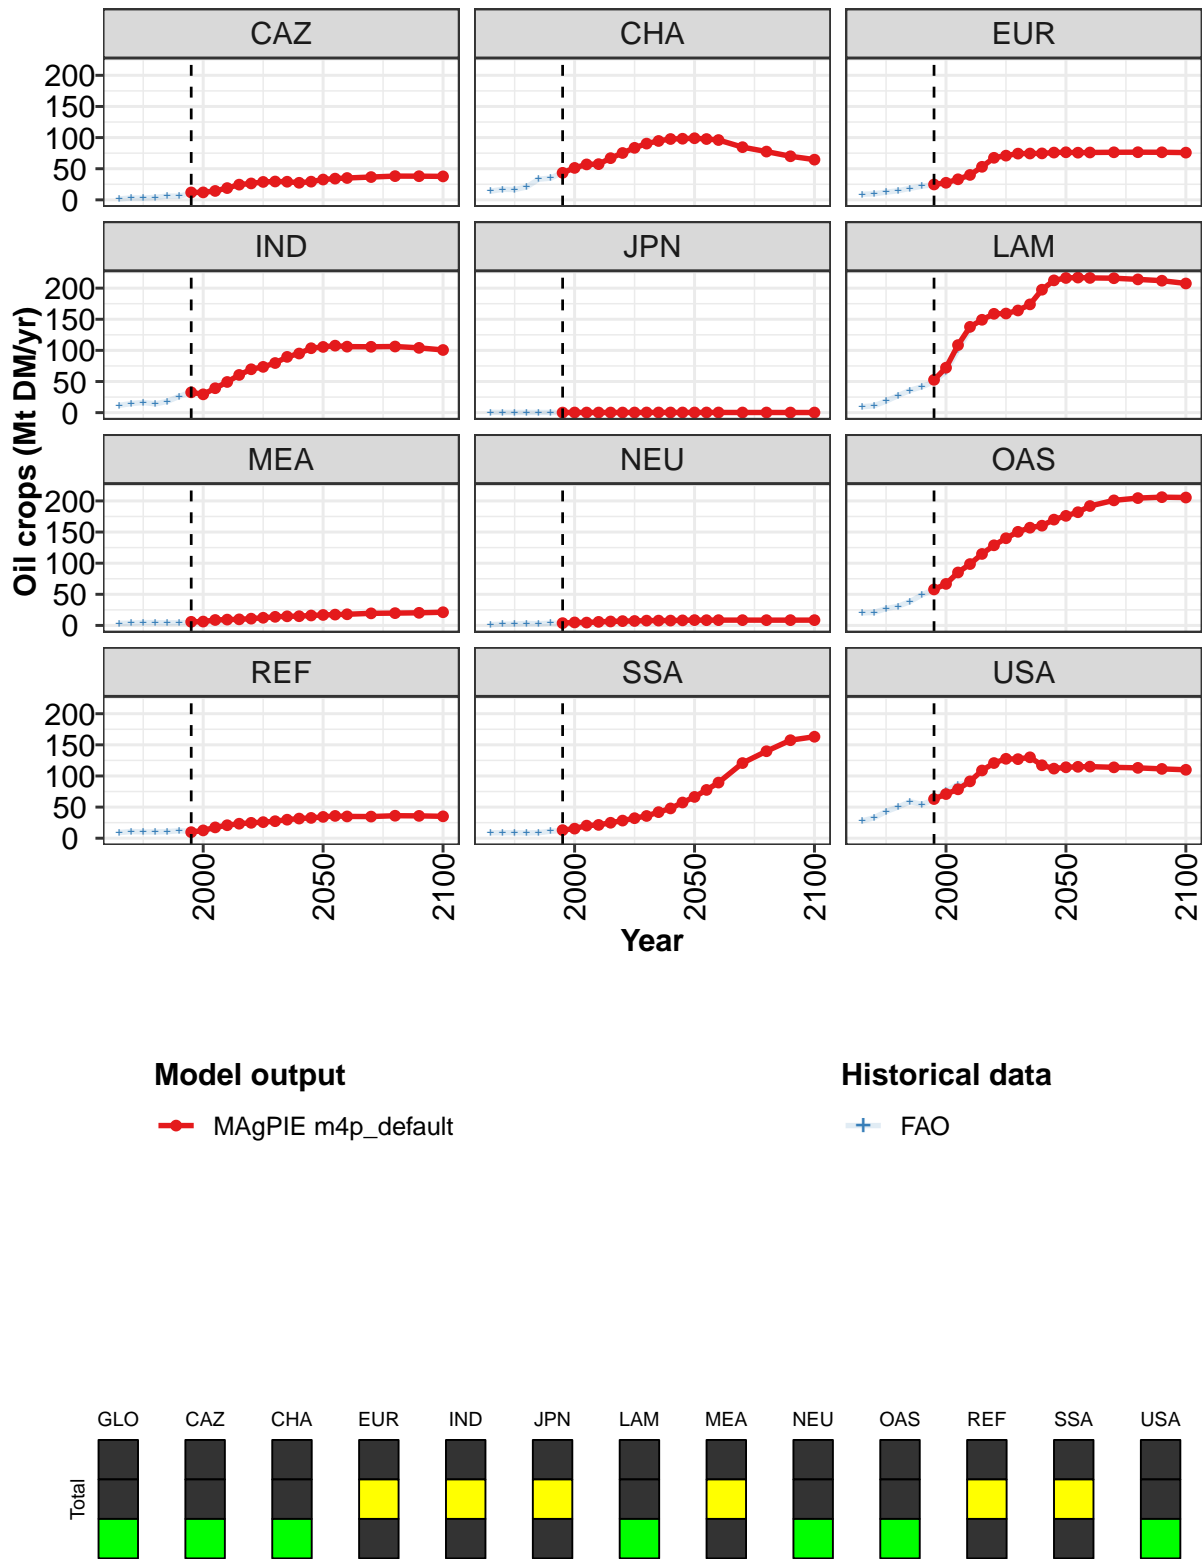 CAZ CHA EUR
200
150
100
50
0
IND JPN LAM
200
150
100
50
0
MEA NEU OAS
200
150
100
50
0
REF SSA USA
200
150
100
50
0
Oil crops (Mt DM/yr)
2000 2050 2100 2000 2050 2100 2000 2050 2100
Year
Model output Historical data
MAgPIE m4p_default FAO
GLO CAZ CHA EUR IND JPN LAM MEA NEU OAS REF SSA USA
Total